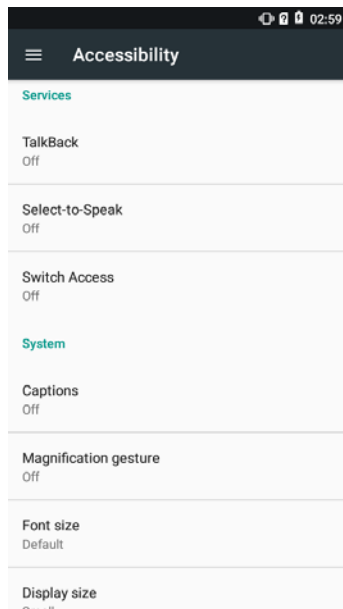 02:59
Accessibility
Services
TalkBack
Off
Select-to-Speak
Off
Switch Access
Off
System
Captions
Off
Magnification gesture
Off
Font size
Default
Display size
Small